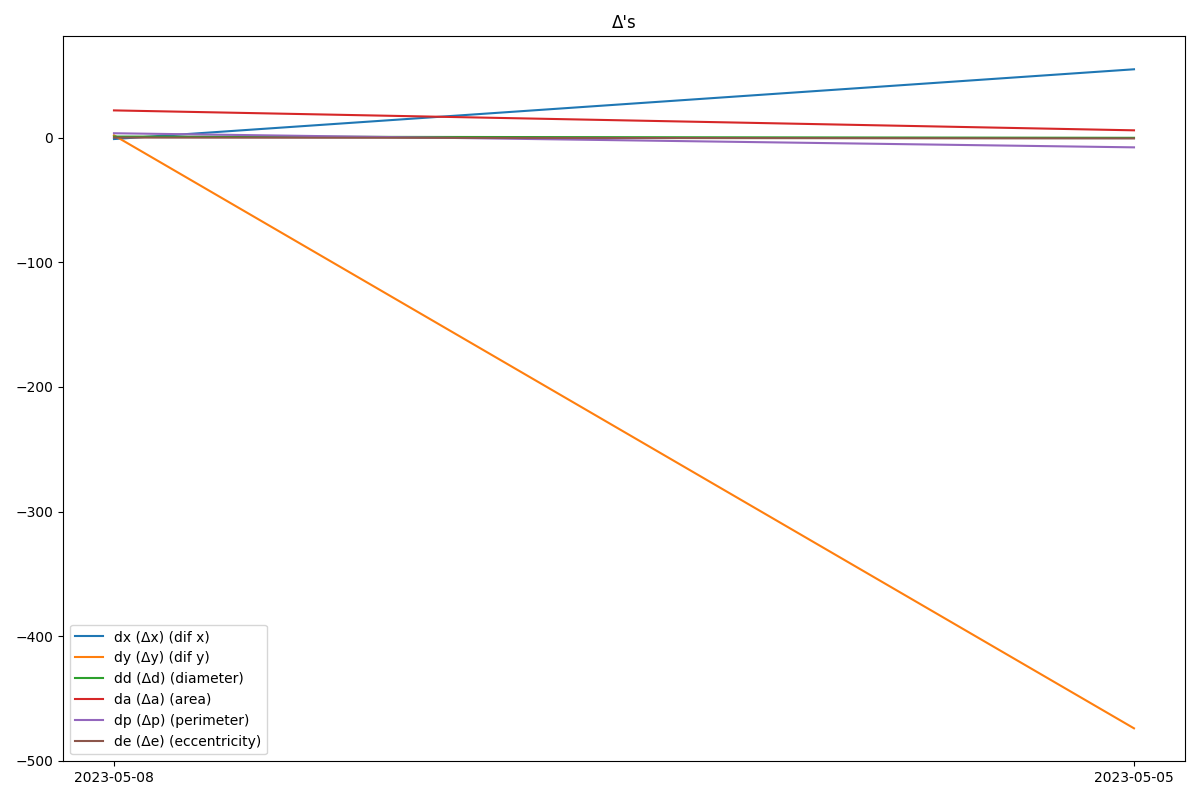 Δ's
0
−100
−200
−300
−400
−500
dx (Δx) (dif x)
dy (Δy) (dif y)
dd (Δd) (diameter)
da (Δa) (area)
dp (Δp) (perimeter)
de (Δe) (eccentricity)
2023-05-08 2023-05-05